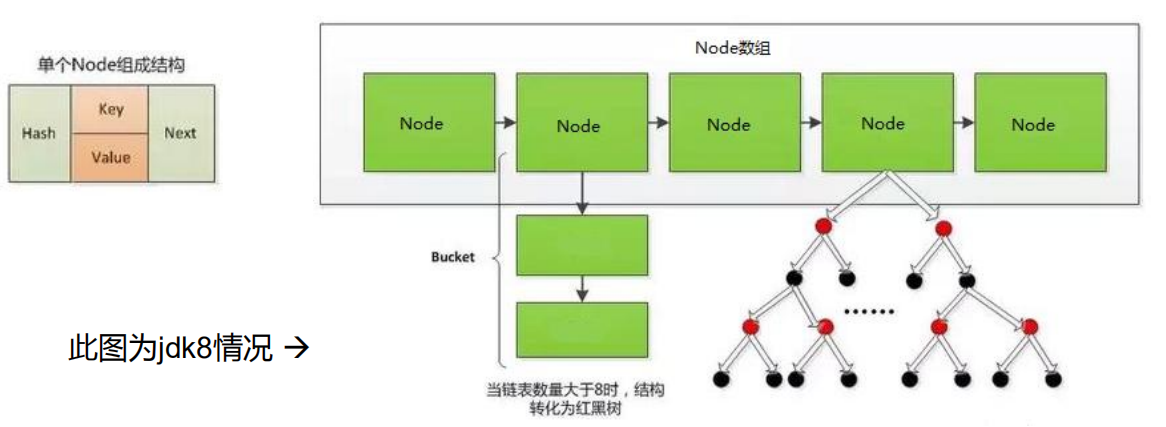 单个Node组成结构
Hash
Key
Value
Next
Node数组
Node
Node
Node
Node
Node
Bucket
......
此图为jdk8情况 →
当链表数量大于8时，结构
转化为红黑树